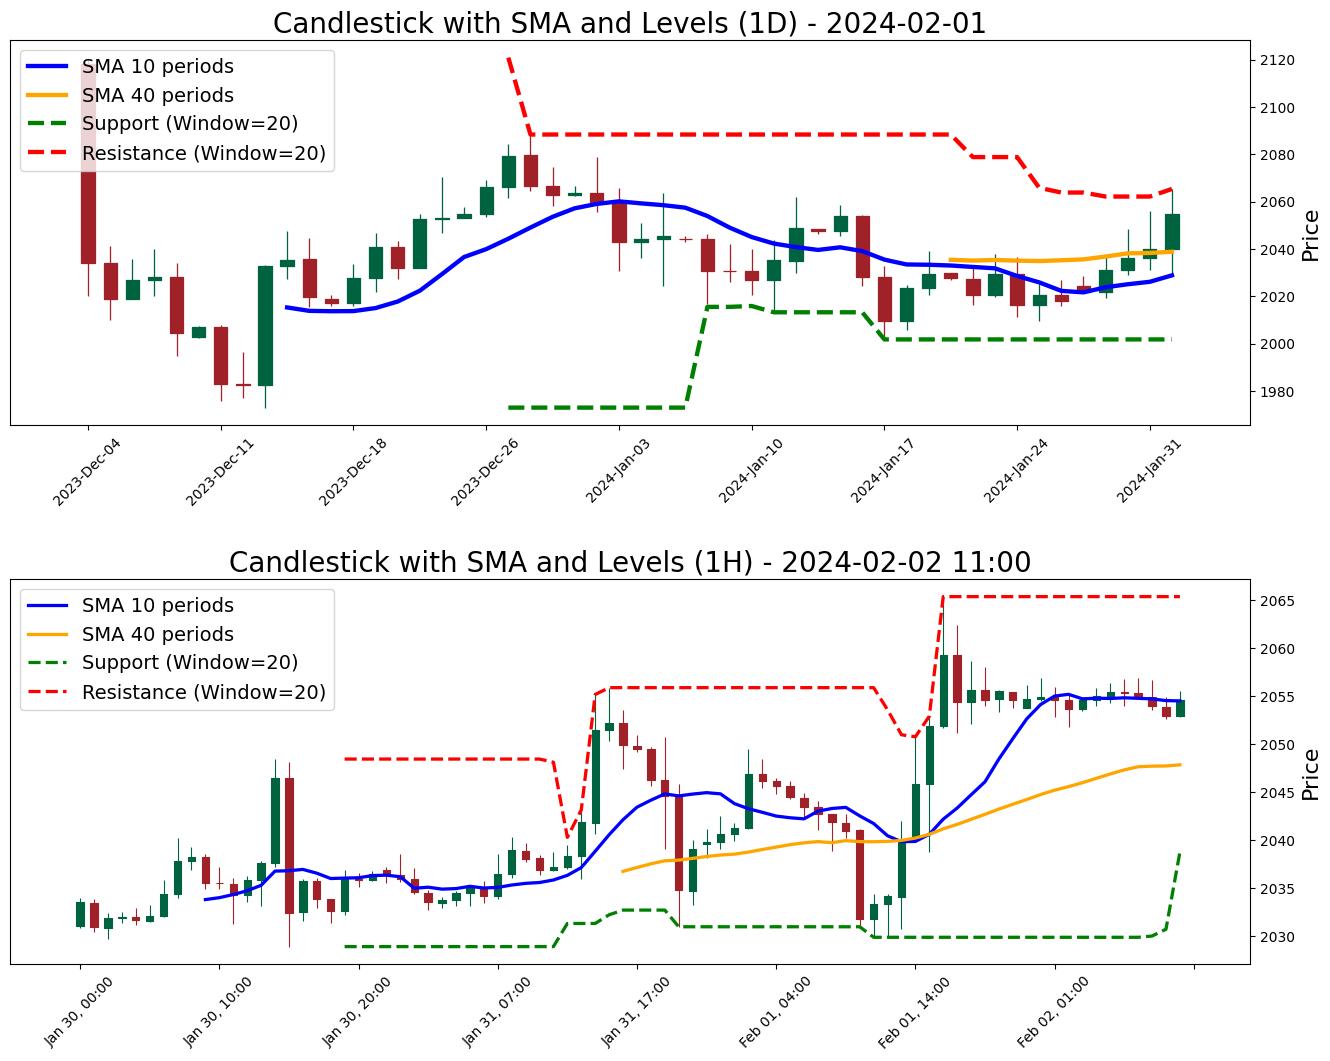 Candlestick with SMA and Levels (1D) - 2024-02-01
SMA 10 periods
SMA 40 periods
Support (Window=20)
Resistance (Window=20)
2120
2100
2080
2060
2040
2020
2000
1980
Price
2023-Dec-04
2023-Dec-11
2023-Dec-18
2023-Dec-26
2024-Jan-03
2024-Jan-10
2024-Jan-17
2024-Jan-24
2024-Jan-31
Candlestick with SMA and Levels (1H) - 2024-02-02 11:00
SMA 10 periods
SMA 40 periods
Support (Window=20)
Resistance (Window=20)
2065
2060
2055
2050
2045
2040
2035
2030
Price
Jan 30, 00:00
Jan 30, 10:00
Jan 30, 20:00
Jan 31, 07:00
Jan 31, 17:00
Feb 01, 04:00
Feb 01, 14:00
Feb 02, 01:00